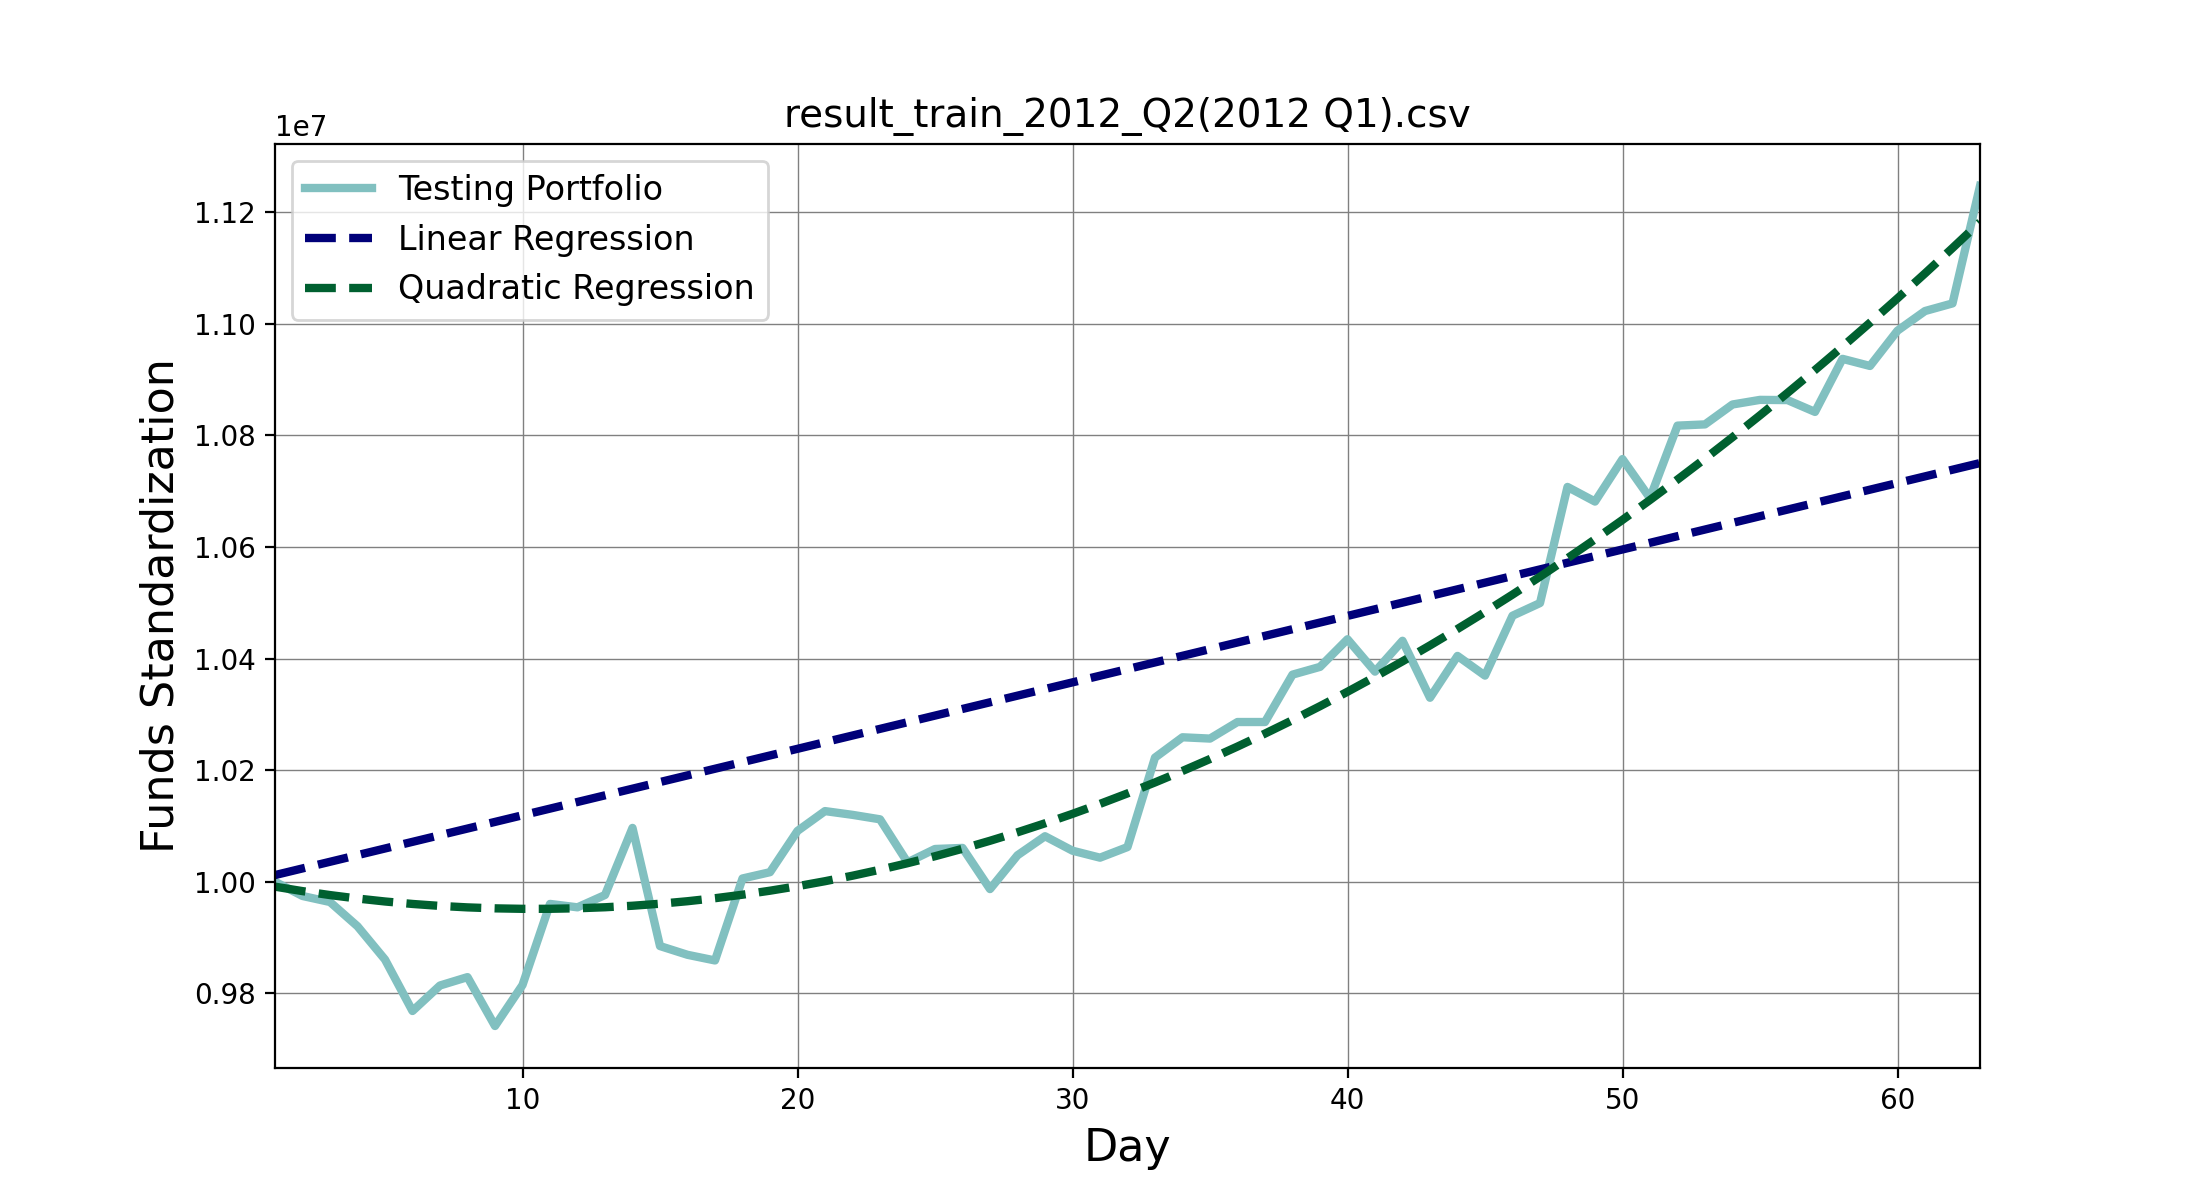 result_train_2012_Q2(2012 Q1).csv
1e7
Testing Portfolio
Linear Regression
Quadratic Regression
1.12
1.10
1.08
1.06
1.04
1.02
1.00
0.98
Funds Standardization
10 20 30 40 50 60
Day